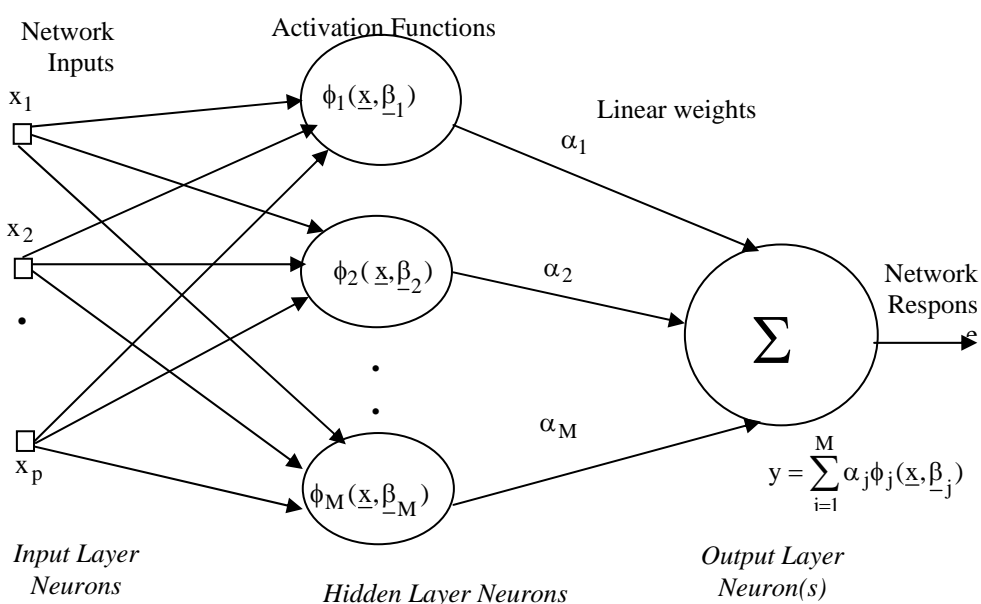 Network
Inputs
Activation Functions
x1
ϕ1(x,β1)
Linear weights
α1
x2
ϕ2( x,β2)
α2
Network
Respons
e
Σ
xp
ϕM(x,βM)
αM
y = ∑_{j=1}^{M} αjϕj(x,βj)
Input Layer
Neurons
Hidden Layer Neurons
Output Layer
Neuron(s)